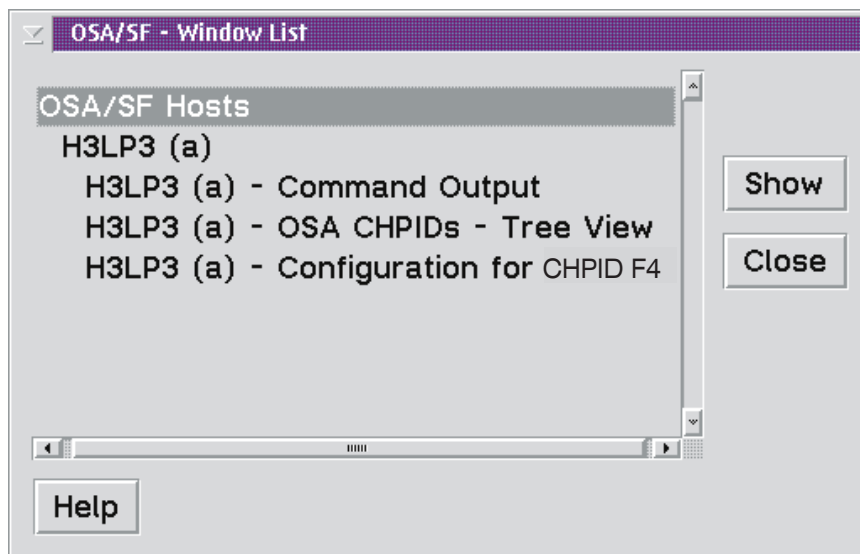 OSA/SF - Window List
OSA/SF Hosts
H3LP3 (a)
H3LP3 (a) - Command Output
H3LP3 (a) - OSA CHPIDs - Tree View
H3LP3 (a) - Configuration for CHPID F4
Show
Close
Help